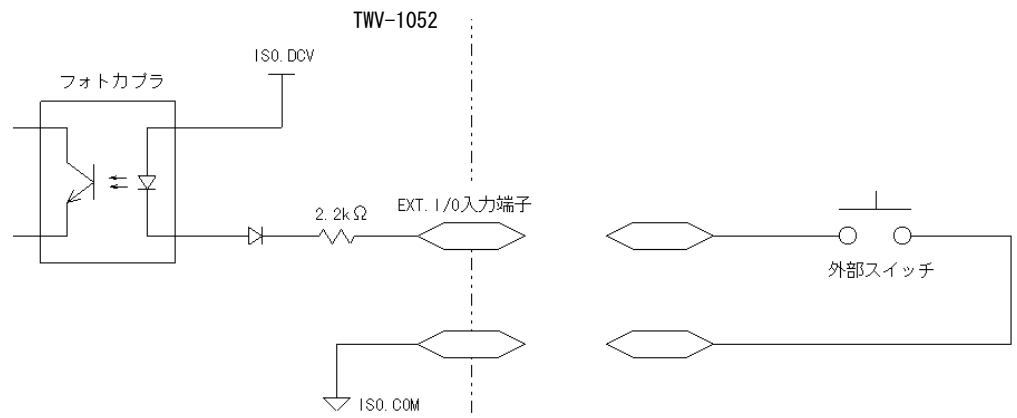 TWV-1052
ISO.DCV
フォトカプラ
EXT.I/O入力端子
2.2kΩ
外部スイッチ
ISO.COM